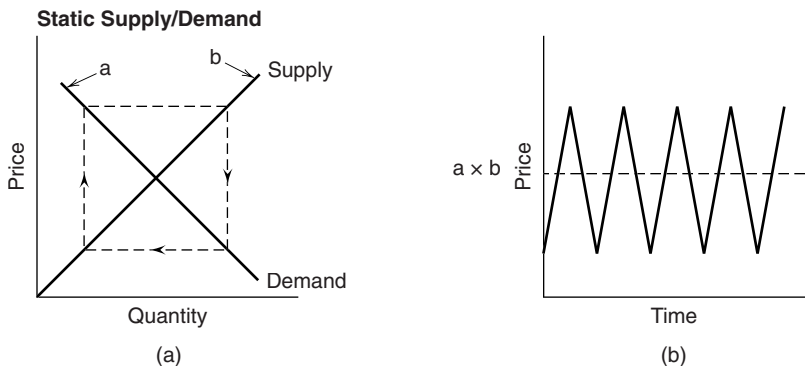 Static Supply/Demand
a
b
Supply
Price
Demand
Quantity
(a)
a × b
Price
Time
(b)